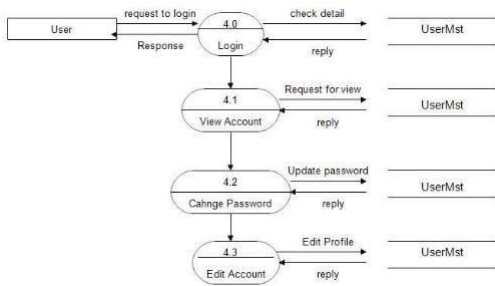 request to login
check detail
User
4.0
UserMst
Response
Login
reply
Request for view
4.1
UserMst
View Account
reply
Update password
4.2
UserMst
Cahnge Password
reply
Edit Profile
4.3
UserMst
Edit Account
reply